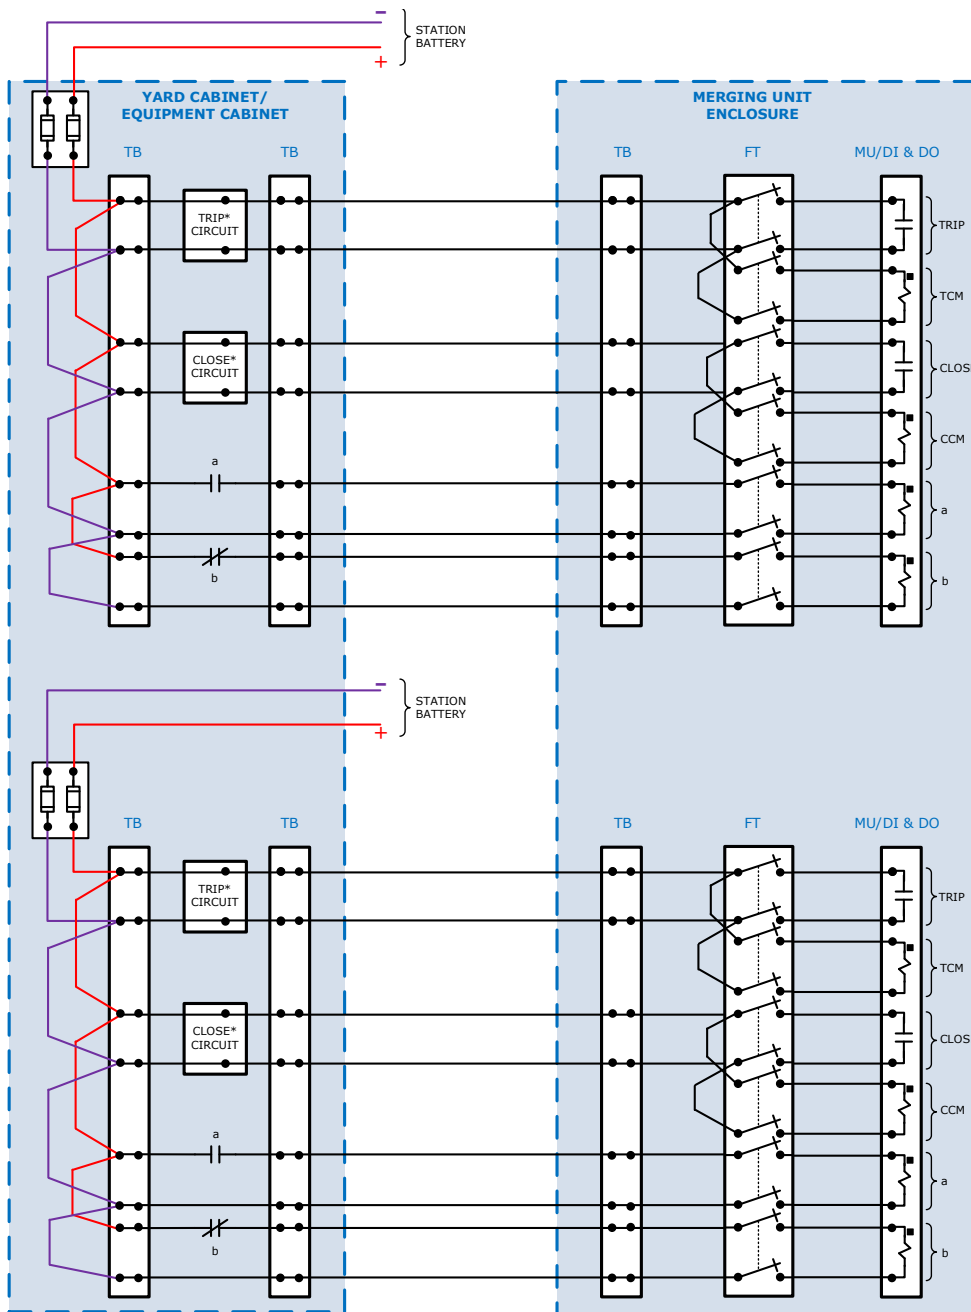 −
STATION
BATTERY
+
YARD CABINET/
EQUIPMENT CABINET
MERGING UNIT
ENCLOSURE
TB
TB
TB
FT
MU/DI & DO
TRIP*
CIRCUIT
TRIP
TCM
CLOSE*
CIRCUIT
CLOS
CCM
a
a
b
b
−
STATION
BATTERY
+
TB
TB
TB
FT
MU/DI & DO
TRIP*
CIRCUIT
TRIP
TCM
CLOSE*
CIRCUIT
CLOS
CCM
a
a
b
b